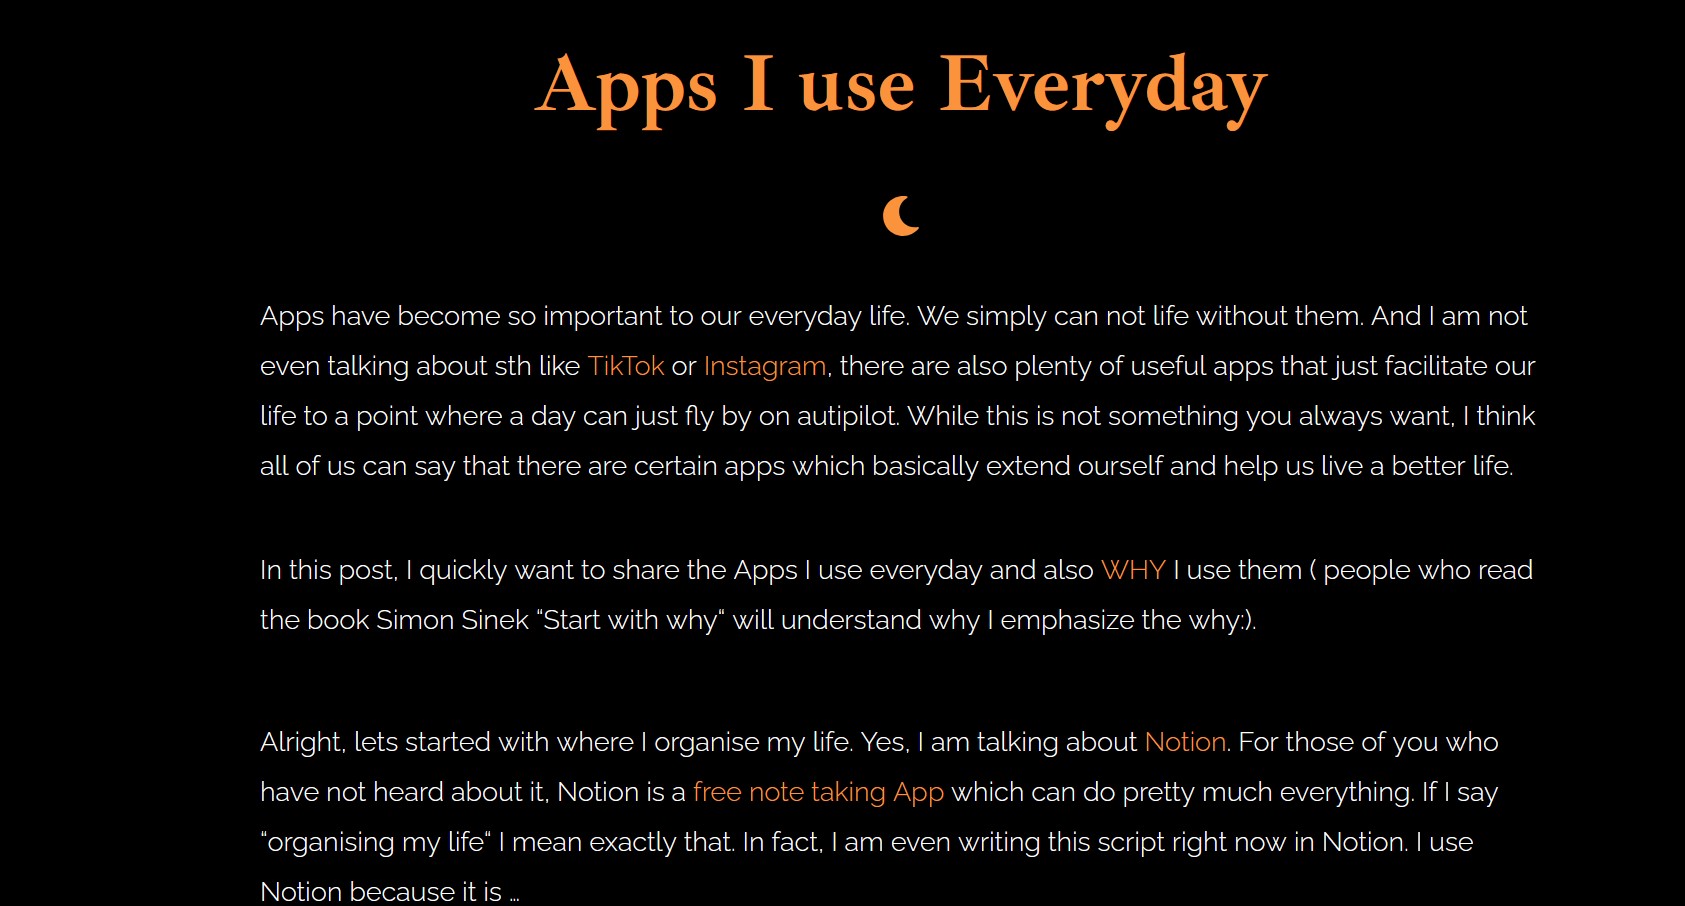 Apps I use Everyday
Apps have become so important to our everyday life. We simply can not life without them. And I am not
even talking about sth like TikTok or Instagram, there are also plenty of useful apps that just facilitate our
life to a point where a day can just fly by on autipilot. While this is not something you always want, I think
all of us can say that there are certain apps which basically extend ourself and help us live a better life.
In this post, I quickly want to share the Apps I use everyday and also WHY I use them ( people who read
the book Simon Sinek “Start with why“ will understand why I emphasize the why:).
Alright, lets started with where I organise my life. Yes, I am talking about Notion. For those of you who
have not heard about it, Notion is a free note taking App which can do pretty much everything. If I say
“organising my life“ I mean exactly that. In fact, I am even writing this script right now in Notion. I use
Notion because it is …